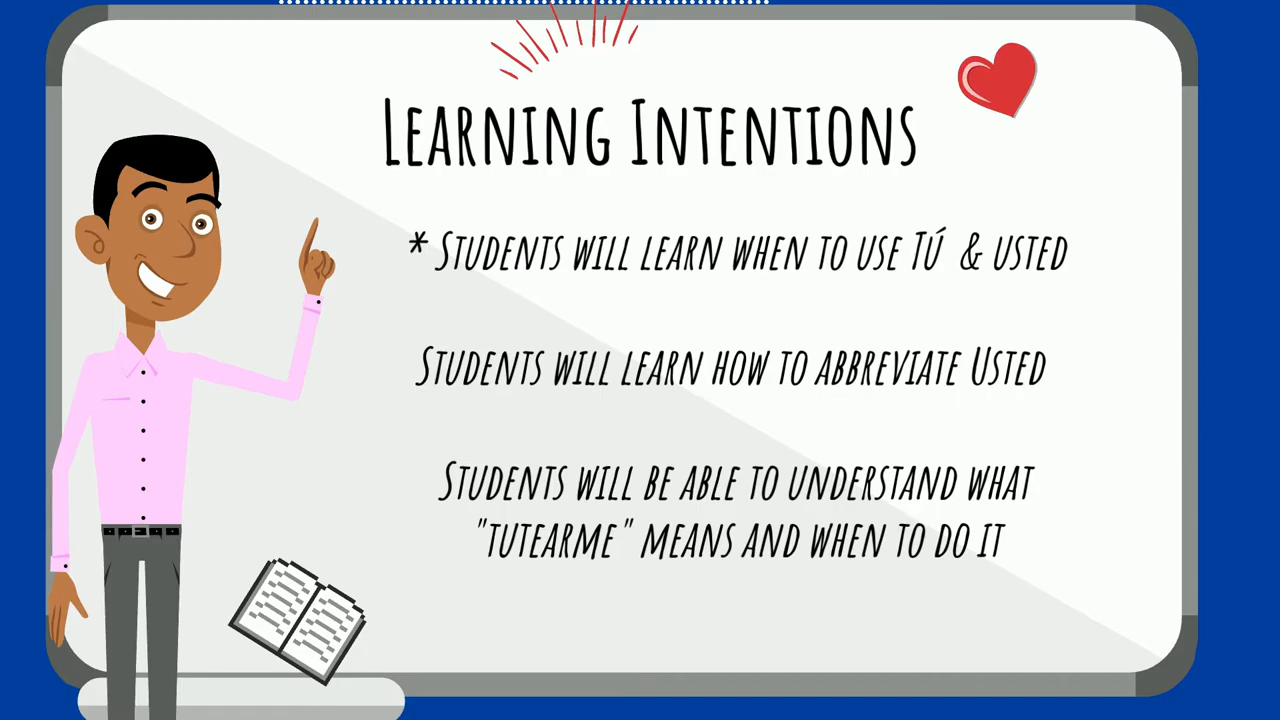 Learning Intentions
* Students will learn when to use Tú & usted
Students will learn how to abbreviate Usted
Students will be able to understand what
"tutearme" means and when to do it